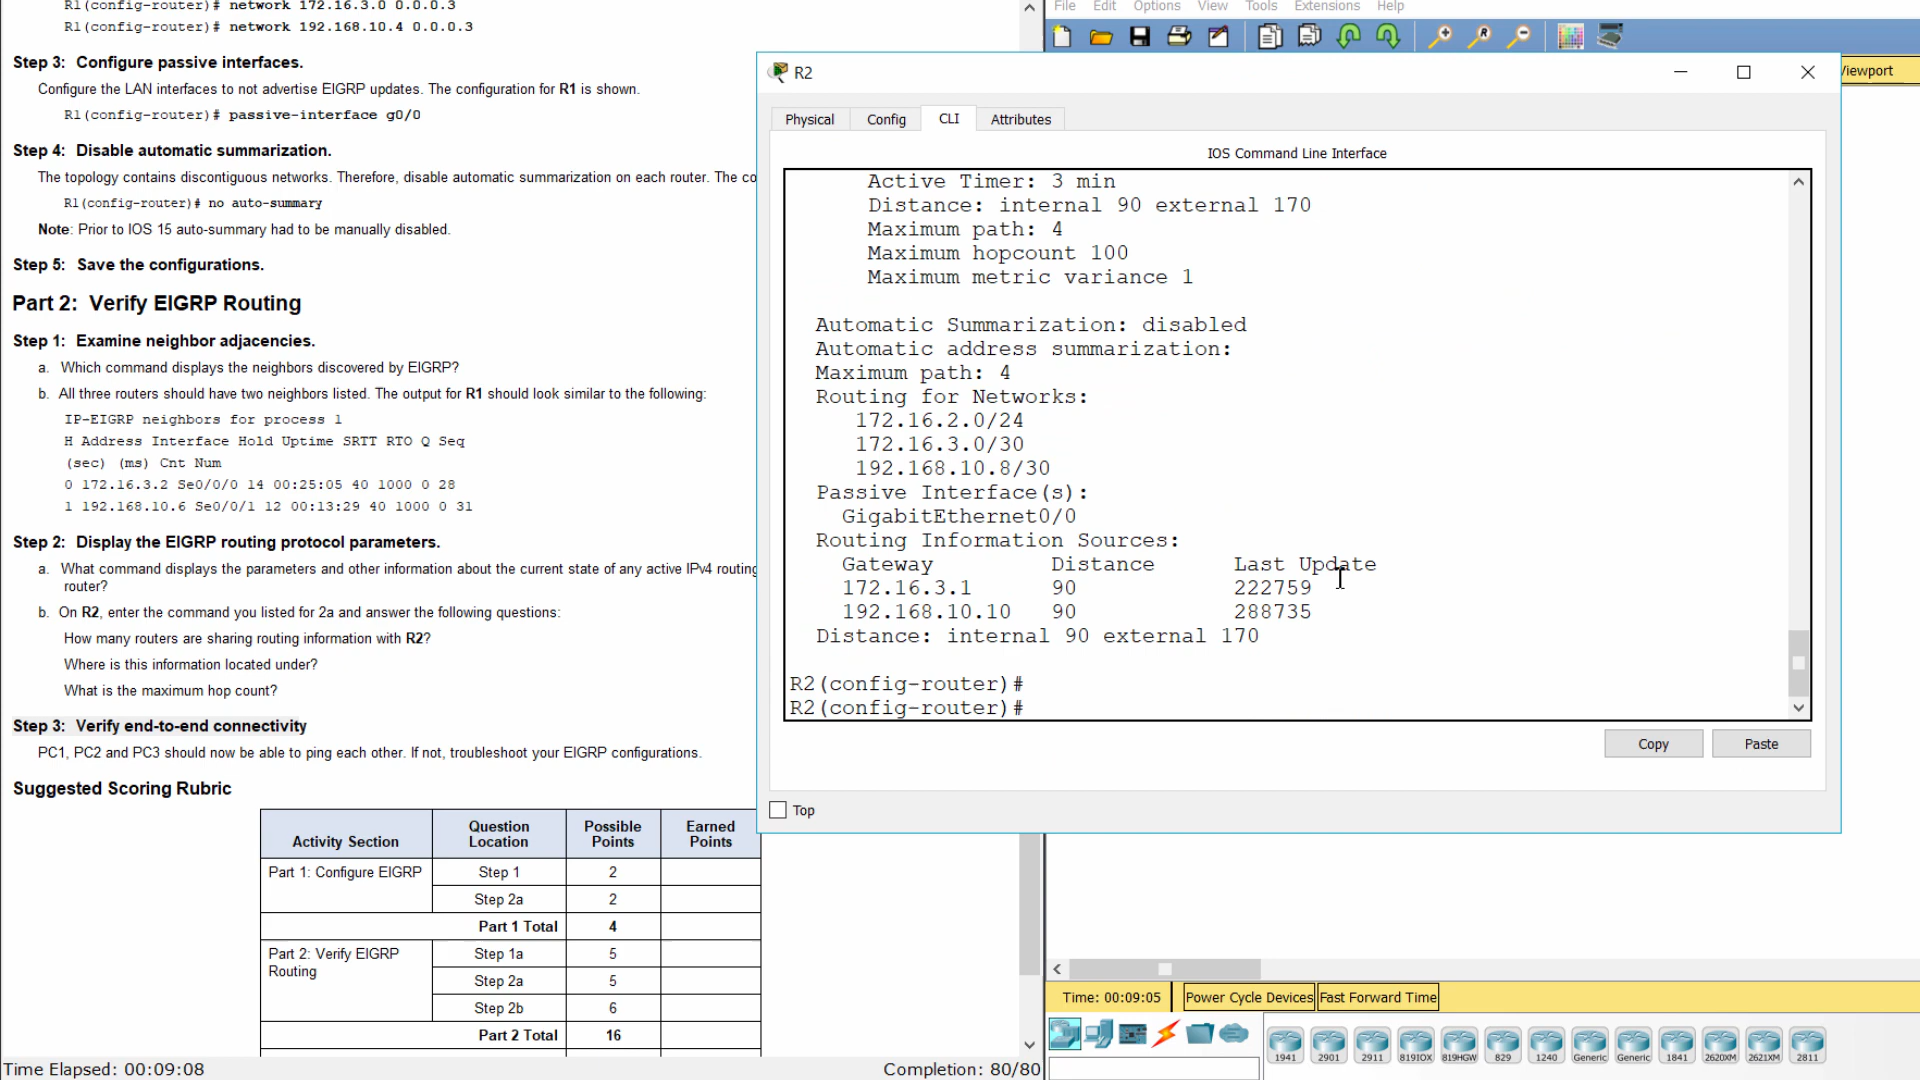 R1(config-router)# network 172.16.3.0 0.0.0.3
R1(config-router)# network 192.168.10.4 0.0.0.3
Step 3: Configure passive interfaces.
Configure the LAN interfaces to not advertise EIGRP updates. The configuration for R1 is shown.
R1(config-router)# passive-interface g0/0
Step 4: Disable automatic summarization.
The topology contains discontiguous networks. Therefore, disable automatic summarization on each router. The co
R1(config-router)# no auto-summary
Note: Prior to IOS 15 auto-summary had to be manually disabled.
Step 5: Save the configurations.
Part 2: Verify EIGRP Routing
Step 1: Examine neighbor adjacencies.
a. Which command displays the neighbors discovered by EIGRP?
b. All three routers should have two neighbors listed. The output for R1 should look similar to the following:
IP-EIGRP neighbors for process 1
H Address Interface Hold Uptime SRTT RTO Q Seq
(sec) (ms) Cnt Num
0 172.16.3.2 Se0/0/0 14 00:25:05 40 1000 0 28
1 192.168.10.6 Se0/0/1 12 00:13:29 40 1000 0 31
Step 2: Display the EIGRP routing protocol parameters.
a. What command displays the parameters and other information about the current state of any active IPv4 routing
router?
b. On R2, enter the command you listed for 2a and answer the following questions:
How many routers are sharing routing information with R2?
Where is this information located under?
What is the maximum hop count?
Step 3: Verify end-to-end connectivity
PC1, PC2 and PC3 should now be able to ping each other. If not, troubleshoot your EIGRP configurations.
Suggested Scoring Rubric
Activity Section Question Location Possible Points Earned Points
Part 1: Configure EIGRP Step 1 2
Step 2a 2
Part 1 Total 4
Part 2: Verify EIGRP Routing Step 1a 5
Step 2a 5
Step 2b 6
Part 2 Total 16
Time Elapsed: 00:09:08 Completion: 80/80
File Edit Options View Tools Extensions Help
Viewport
R2
Physical Config CLI Attributes
IOS Command Line Interface
Active Timer: 3 min
Distance: internal 90 external 170
Maximum path: 4
Maximum hopcount 100
Maximum metric variance 1
Automatic Summarization: disabled
Automatic address summarization:
Maximum path: 4
Routing for Networks:
172.16.2.0/24
172.16.3.0/30
192.168.10.8/30
Passive Interface(s):
GigabitEthernet0/0
Routing Information Sources:
Gateway Distance Last Update
172.16.3.1 90 222759
192.168.10.10 90 288735
Distance: internal 90 external 170
R2(config-router)#
R2(config-router)#
Copy Paste
Top
Time: 00:09:05 Power Cycle Devices Fast Forward Time
1941 2901 2911 819IOX 819HGW 829 1240 Generic Generic 1841 2620XM 2621XM 2811